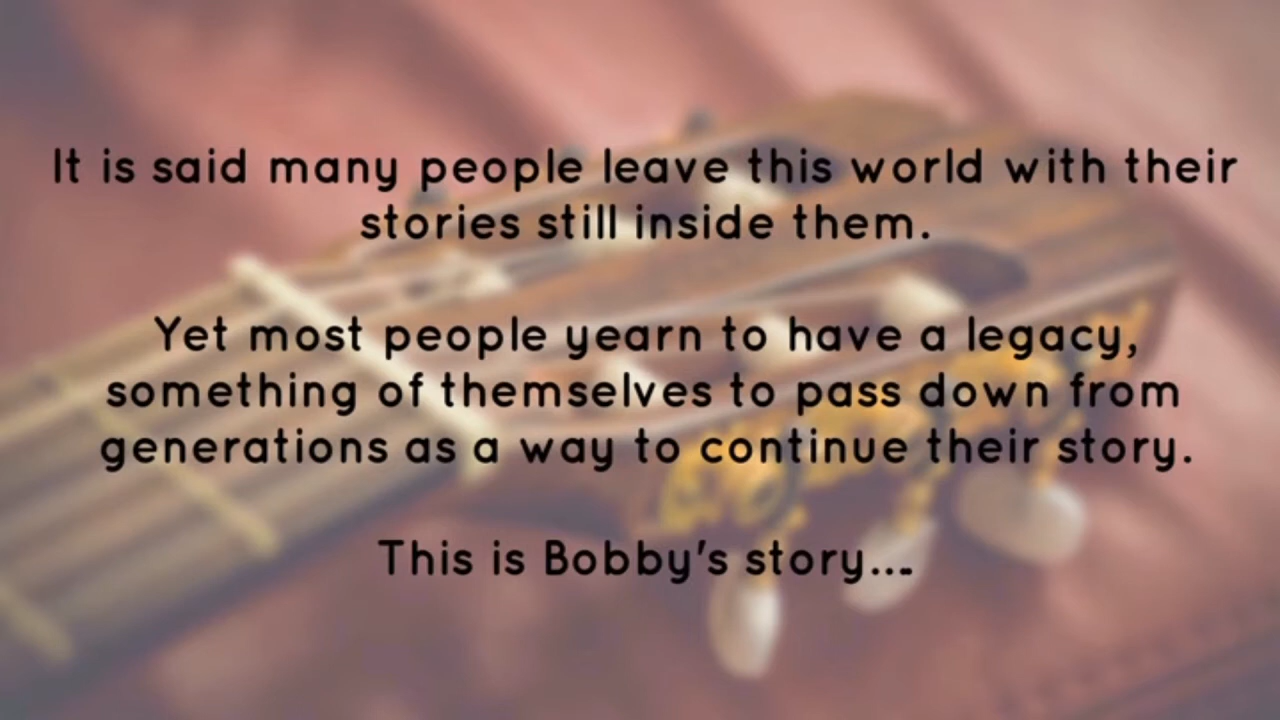 It is said many people leave this world with their
stories still inside them.
Yet most people yearn to have a legacy,
something of themselves to pass down from
generations as a way to continue their story.
This is Bobby's story....